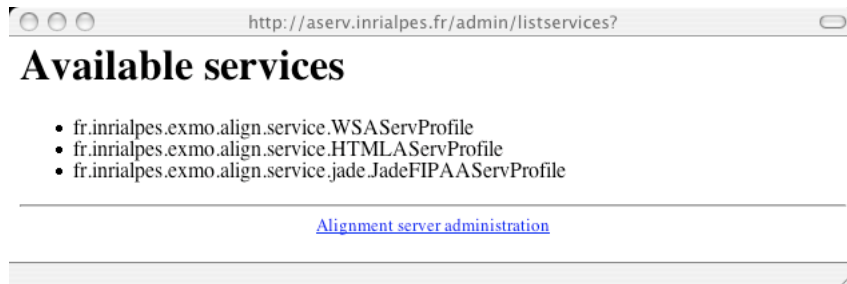 http://aserv.inrialpes.fr/admin/listservices?
Available services
• fr.inrialpes.exmo.align.service.WSAServProfile
• fr.inrialpes.exmo.align.service.HTMLAServProfile
• fr.inrialpes.exmo.align.service.jade.JadeFIPAAServProfile
Alignment server administration